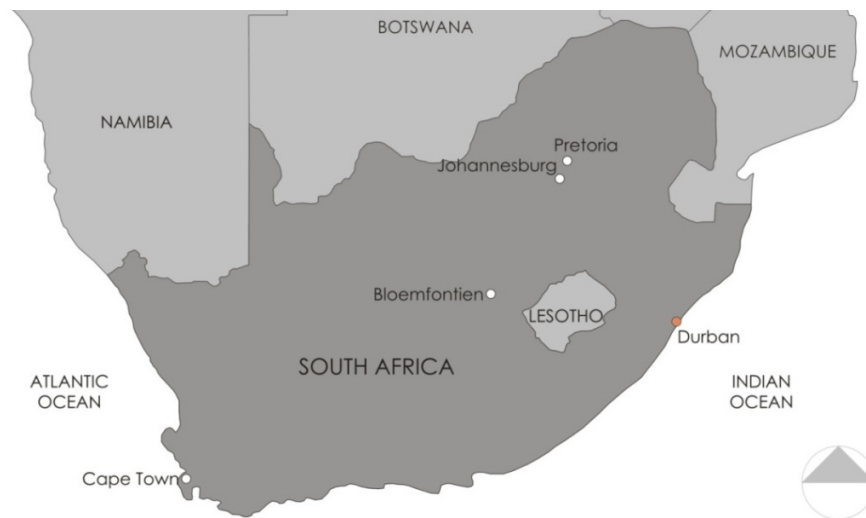 BOTSWANA
MOZAMBIQUE
NAMIBIA
Pretoria
Johannesburg
Bloemfontien
LESOTHO
Durban
SOUTH AFRICA
ATLANTIC
OCEAN
INDIAN
OCEAN
Cape Town